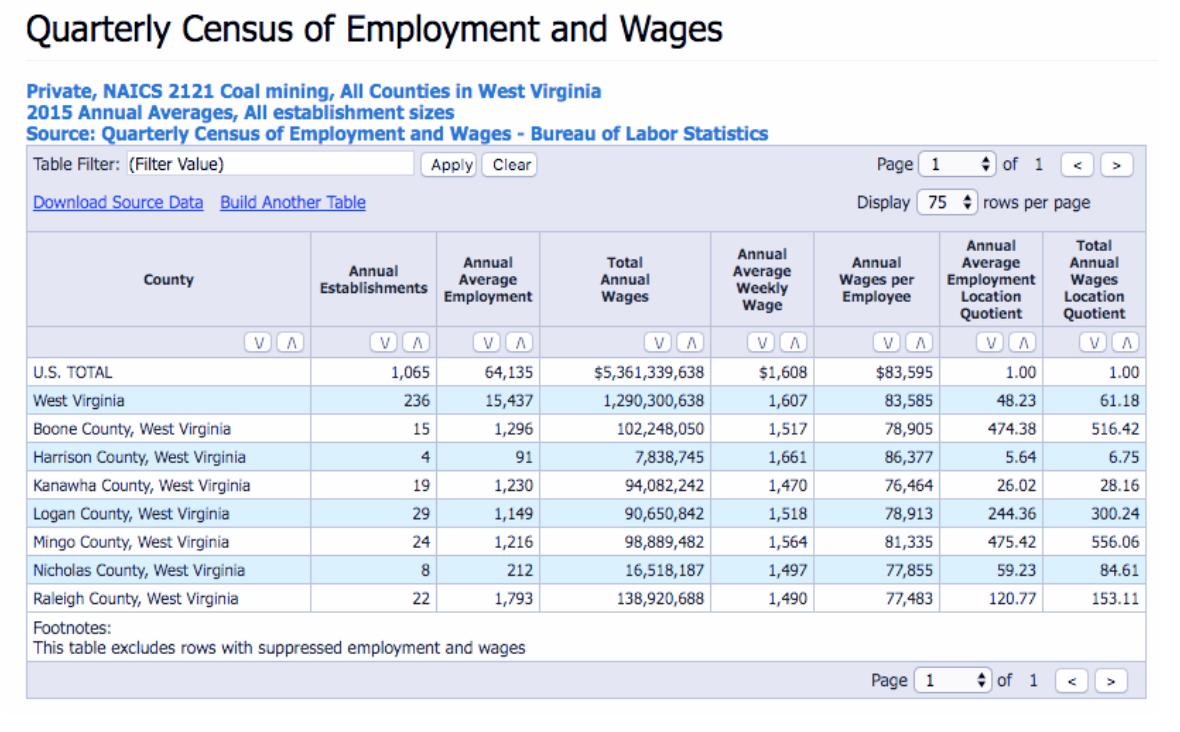 Quarterly Census of Employment and Wages
Private, NAICS 2121 Coal mining, All Counties in West Virginia
2015 Annual Averages, All establishment sizes
Source: Quarterly Census of Employment and Wages - Bureau of Labor Statistics
Table Filter: (Filter Value) Apply Clear Page 1 of 1 < >
Download Source Data Build Another Table Display 75 rows per page
County Annual Establishments Annual Average Employment Total Annual Wages Annual Average Weekly Wage Annual Wages per Employee Annual Average Employment Location Quotient Total Annual Wages Location Quotient
V Λ V Λ V Λ V Λ V Λ V Λ V Λ V Λ
U.S. TOTAL 1,065 64,135 $5,361,339,638 $1,608 $83,595 1.00 1.00
West Virginia 236 15,437 1,290,300,638 1,607 83,585 48.23 61.18
Boone County, West Virginia 15 1,296 102,248,050 1,517 78,905 474.38 516.42
Harrison County, West Virginia 4 91 7,838,745 1,661 86,377 5.64 6.75
Kanawha County, West Virginia 19 1,230 94,082,242 1,470 76,464 26.02 28.16
Logan County, West Virginia 29 1,149 90,650,842 1,518 78,913 244.36 300.24
Mingo County, West Virginia 24 1,216 98,889,482 1,564 81,335 475.42 556.06
Nicholas County, West Virginia 8 212 16,518,187 1,497 77,855 59.23 84.61
Raleigh County, West Virginia 22 1,793 138,920,688 1,490 77,483 120.77 153.11
Footnotes:
This table excludes rows with suppressed employment and wages
Page 1 of 1 < >